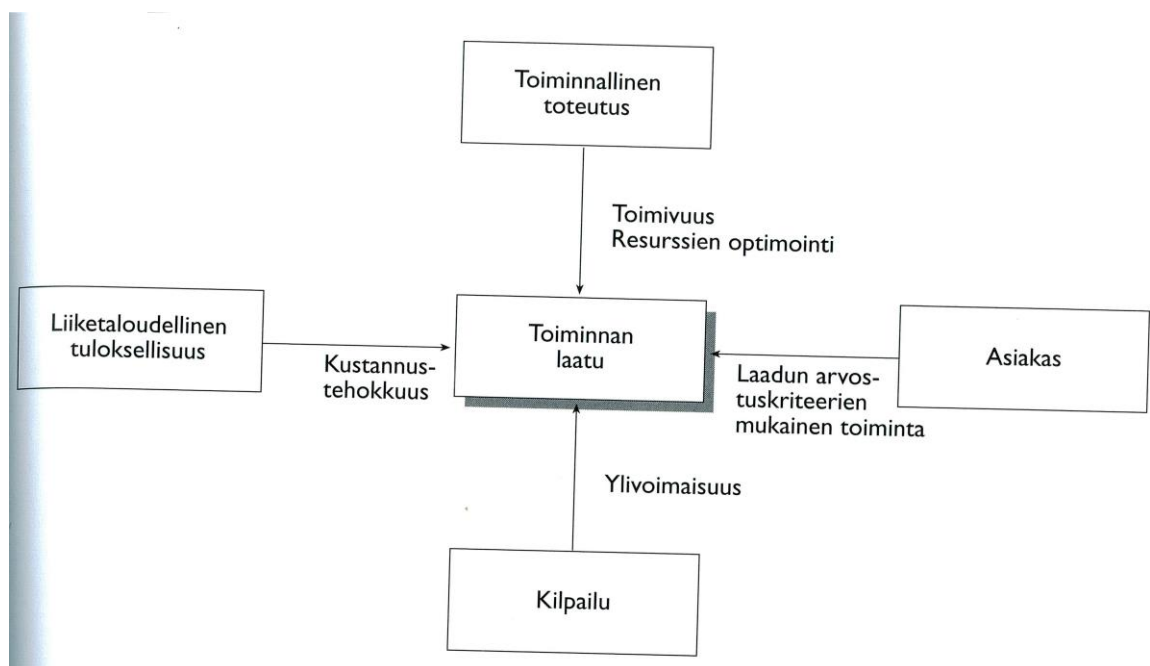 Toiminnallinen
toteutus
Toimivuus
Resurssien optimointi
Liiketaloudellinen
tuloksellisuus
Kustannus-
tehokkuus
Toiminnan
laatu
Laadun arvos-
tuskriteerien
mukainen toiminta
Asiakas
Ylivoimaisuus
Kilpailu